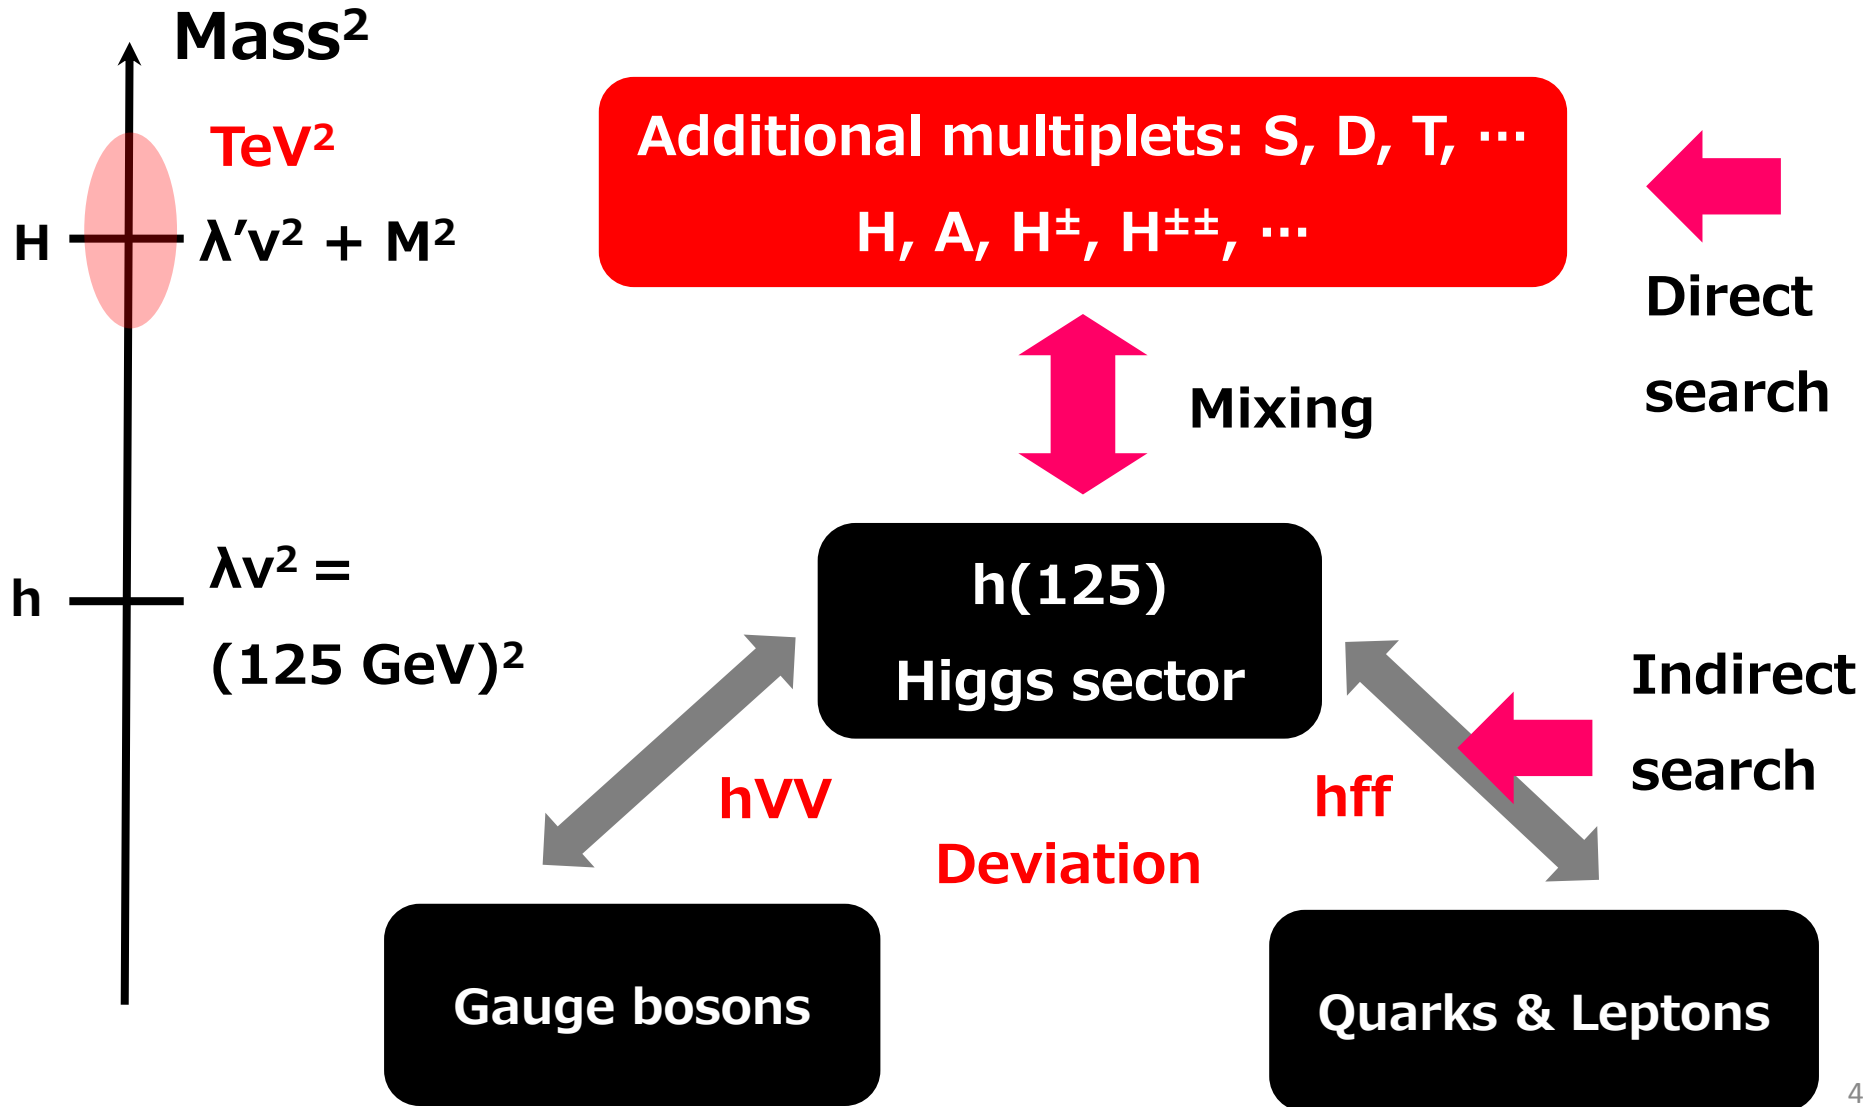 Mass²
TeV²
H
λ’v² + M²
h
λv² =
(125 GeV)²
Additional multiplets: S, D, T, …
H, A, H±, H±±, …
Direct
search
Mixing
h(125)
Higgs sector
Indirect
search
hVV
hff
Deviation
Gauge bosons
Quarks & Leptons
4